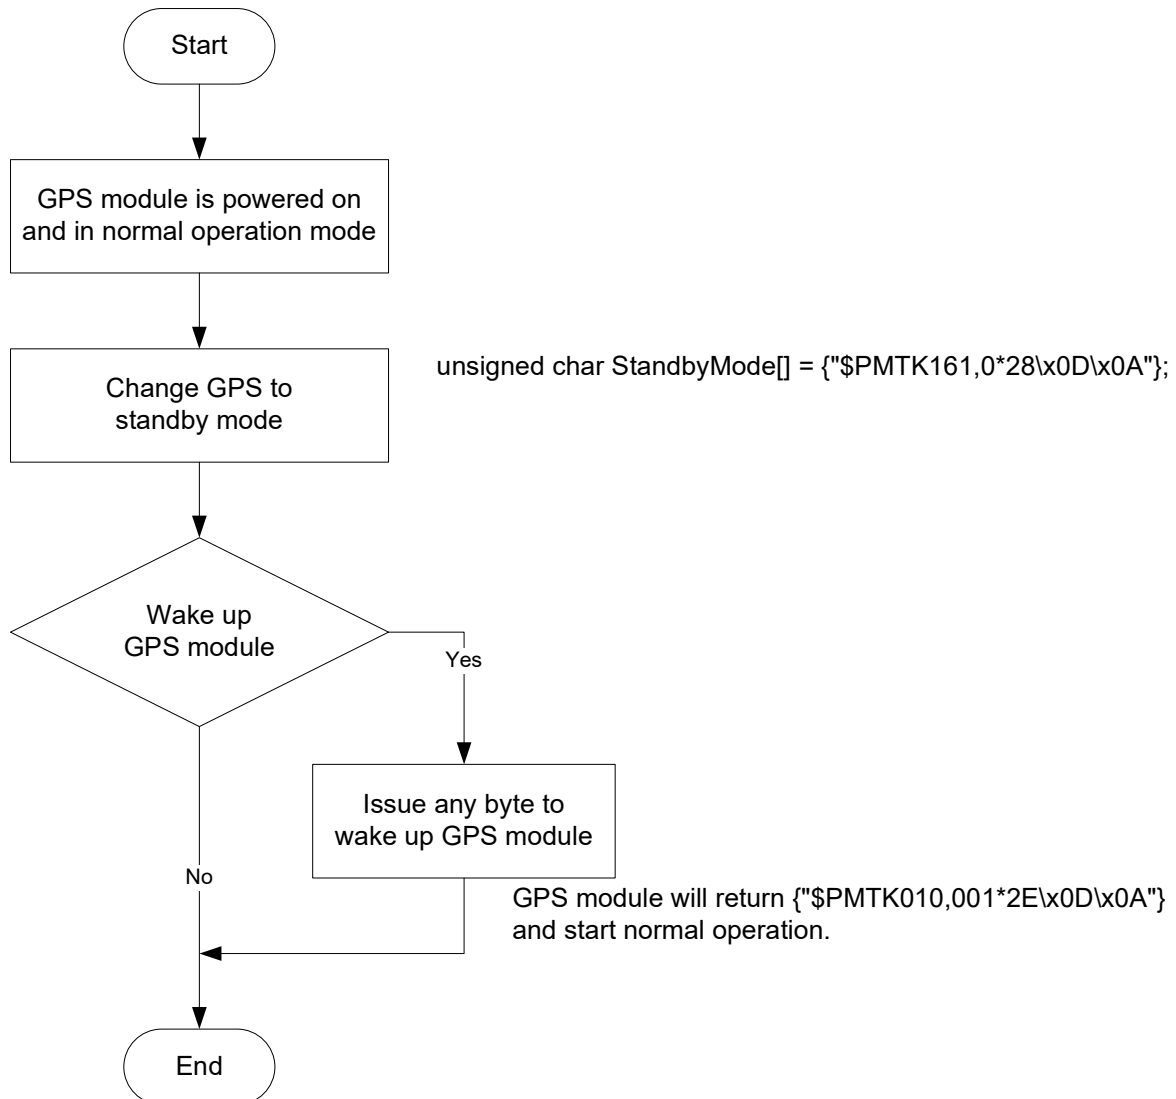 Start
GPS module is powered on
and in normal operation mode
Change GPS to
standby mode
unsigned char StandbyMode[] = {"$PMTK161,0*28\x0D\x0A"};
Wake up
GPS module
Yes
Issue any byte to
wake up GPS module
No
GPS module will return {"$PMTK010,001*2E\x0D\x0A"}
and start normal operation.
End